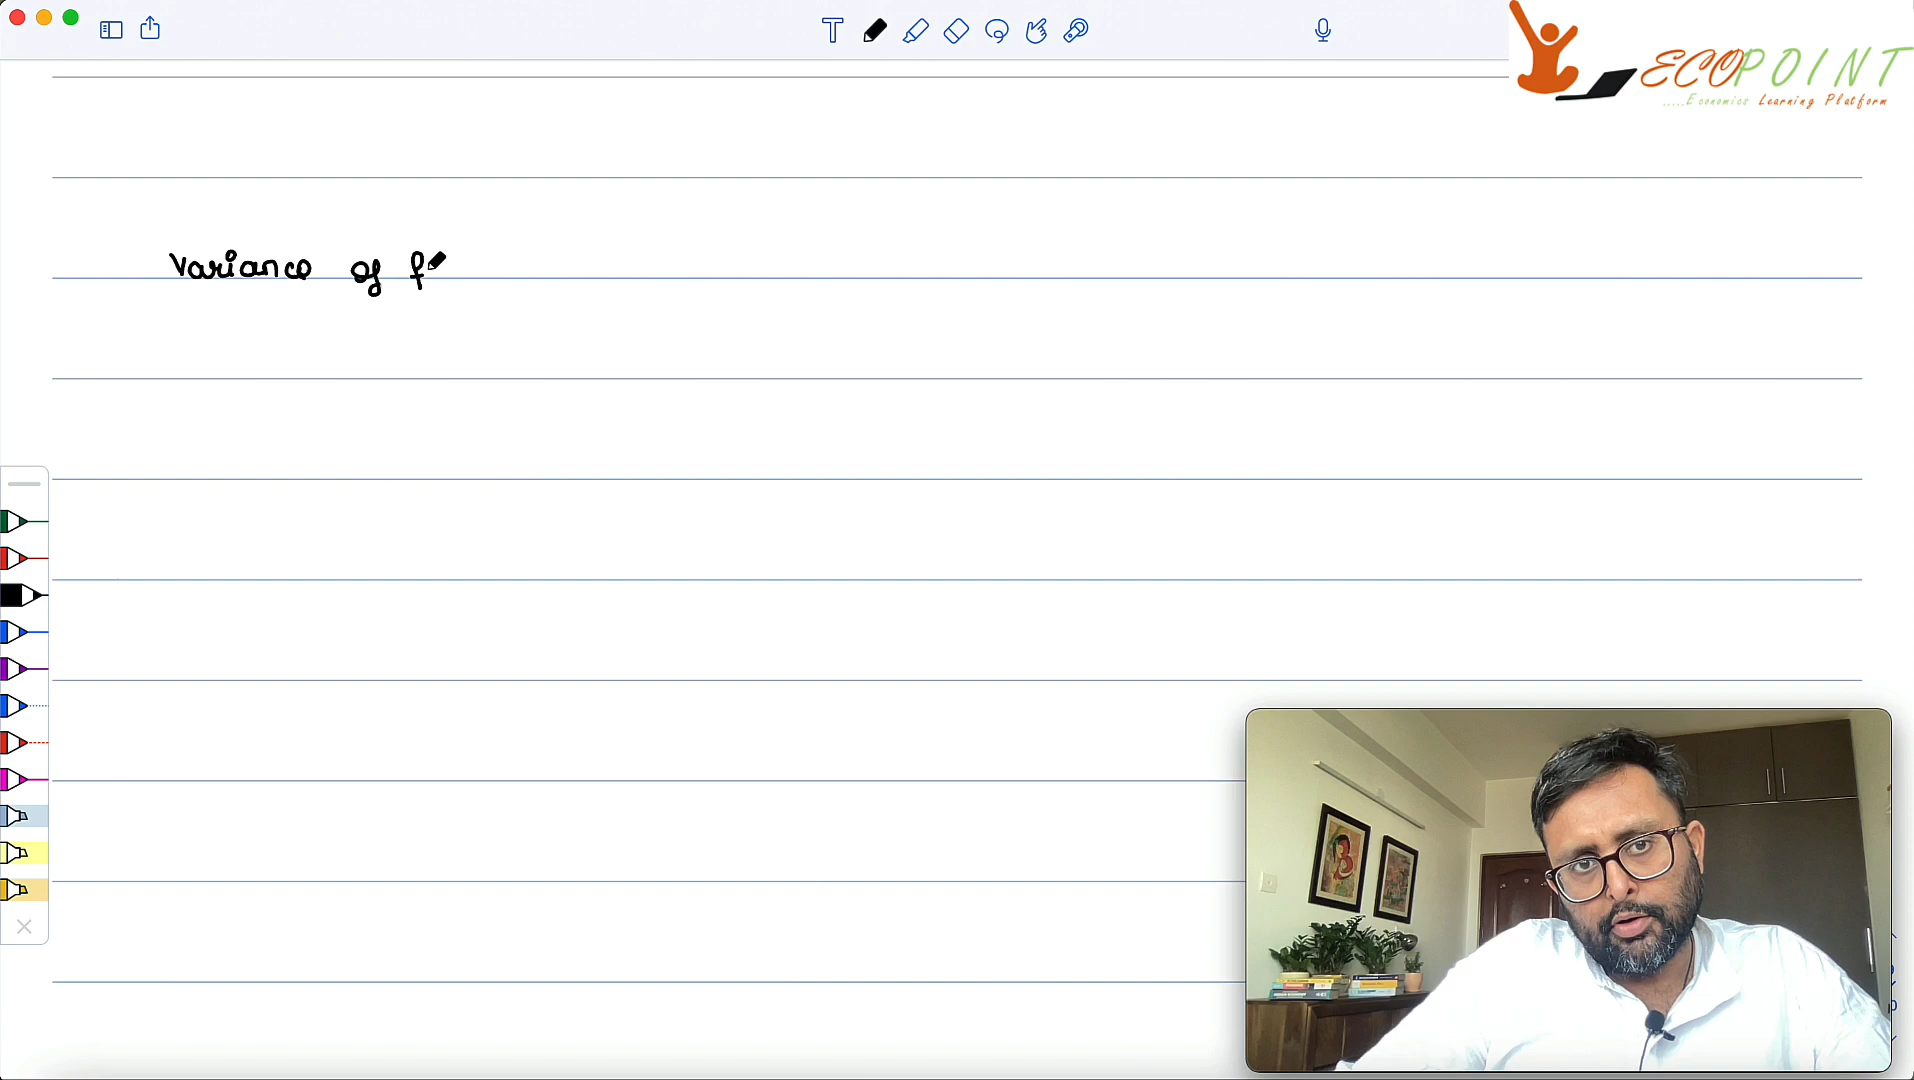 ECOPOINT
.....Economics Learning Platform
Variance of f